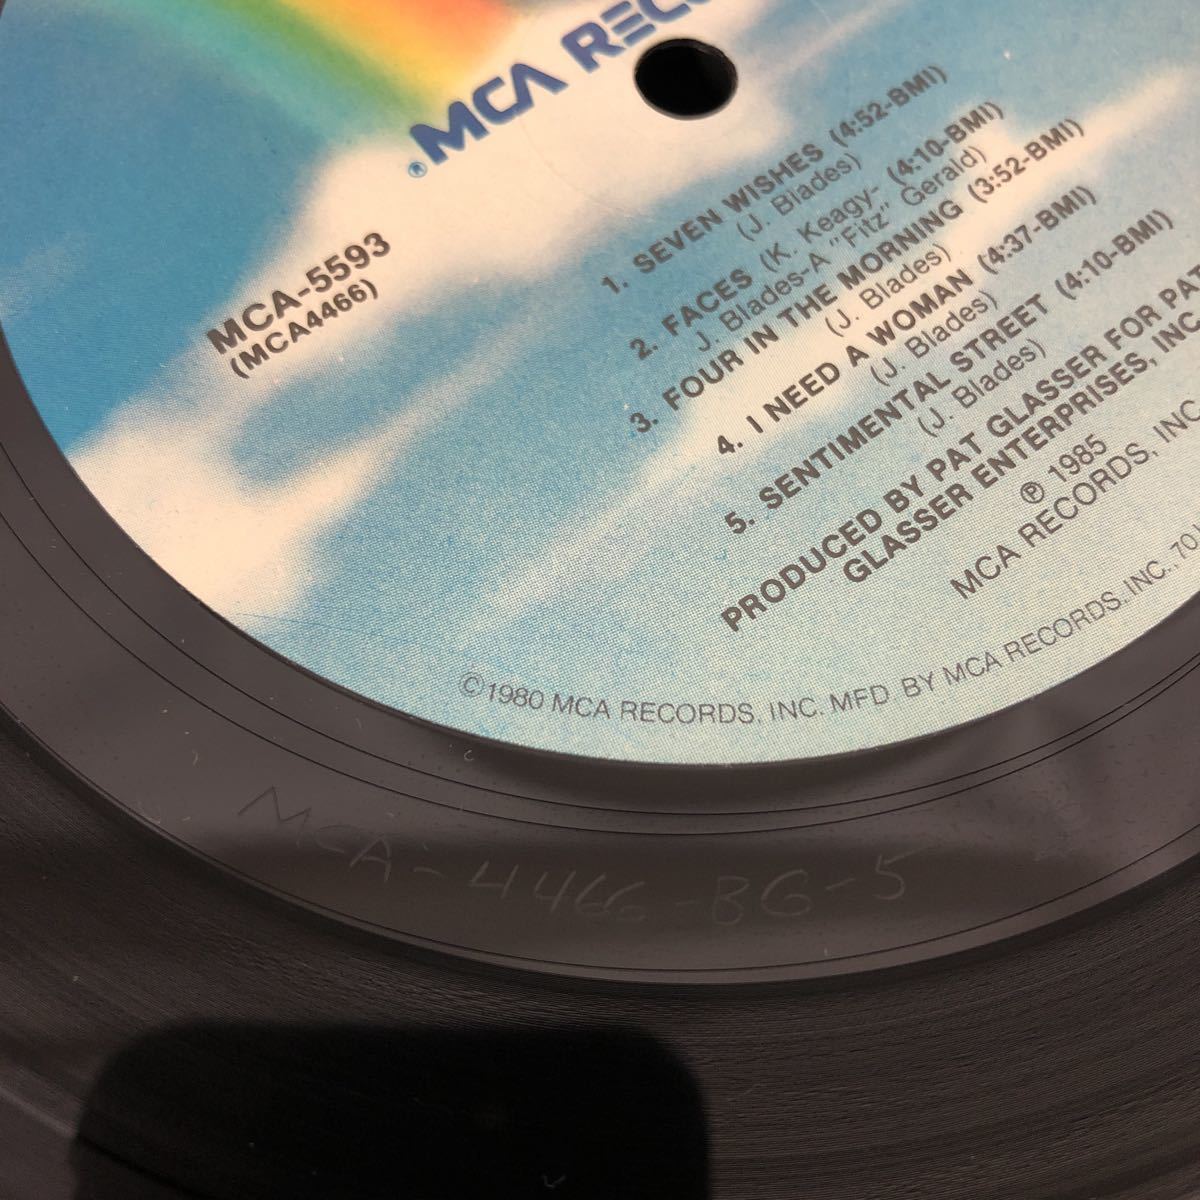 ®MCA RECO
MCA-5593
(MCA4466)
1. SEVEN WISHES (4:52-BMI)
(J. Blades)
2. FACES (K. Keagy- (4:10-BMI)
J. Blades-A "Fitz" Gerald)
3. FOUR IN THE MORNING (3:52-BMI)
(J. Blades)
4. I NEED A WOMAN (4:37-BMI)
(J. Blades)
5. SENTIMENTAL STREET (4:10-BMI)
(J. Blades)
PRODUCED BY PAT GLASSER FOR PAT
GLASSER ENTERPRISES, INC.
℗ 1985
MCA RECORDS, INC.
©1980 MCA RECORDS, INC. MFD BY MCA RECORDS, INC., 70
MCA-4466-BG-5